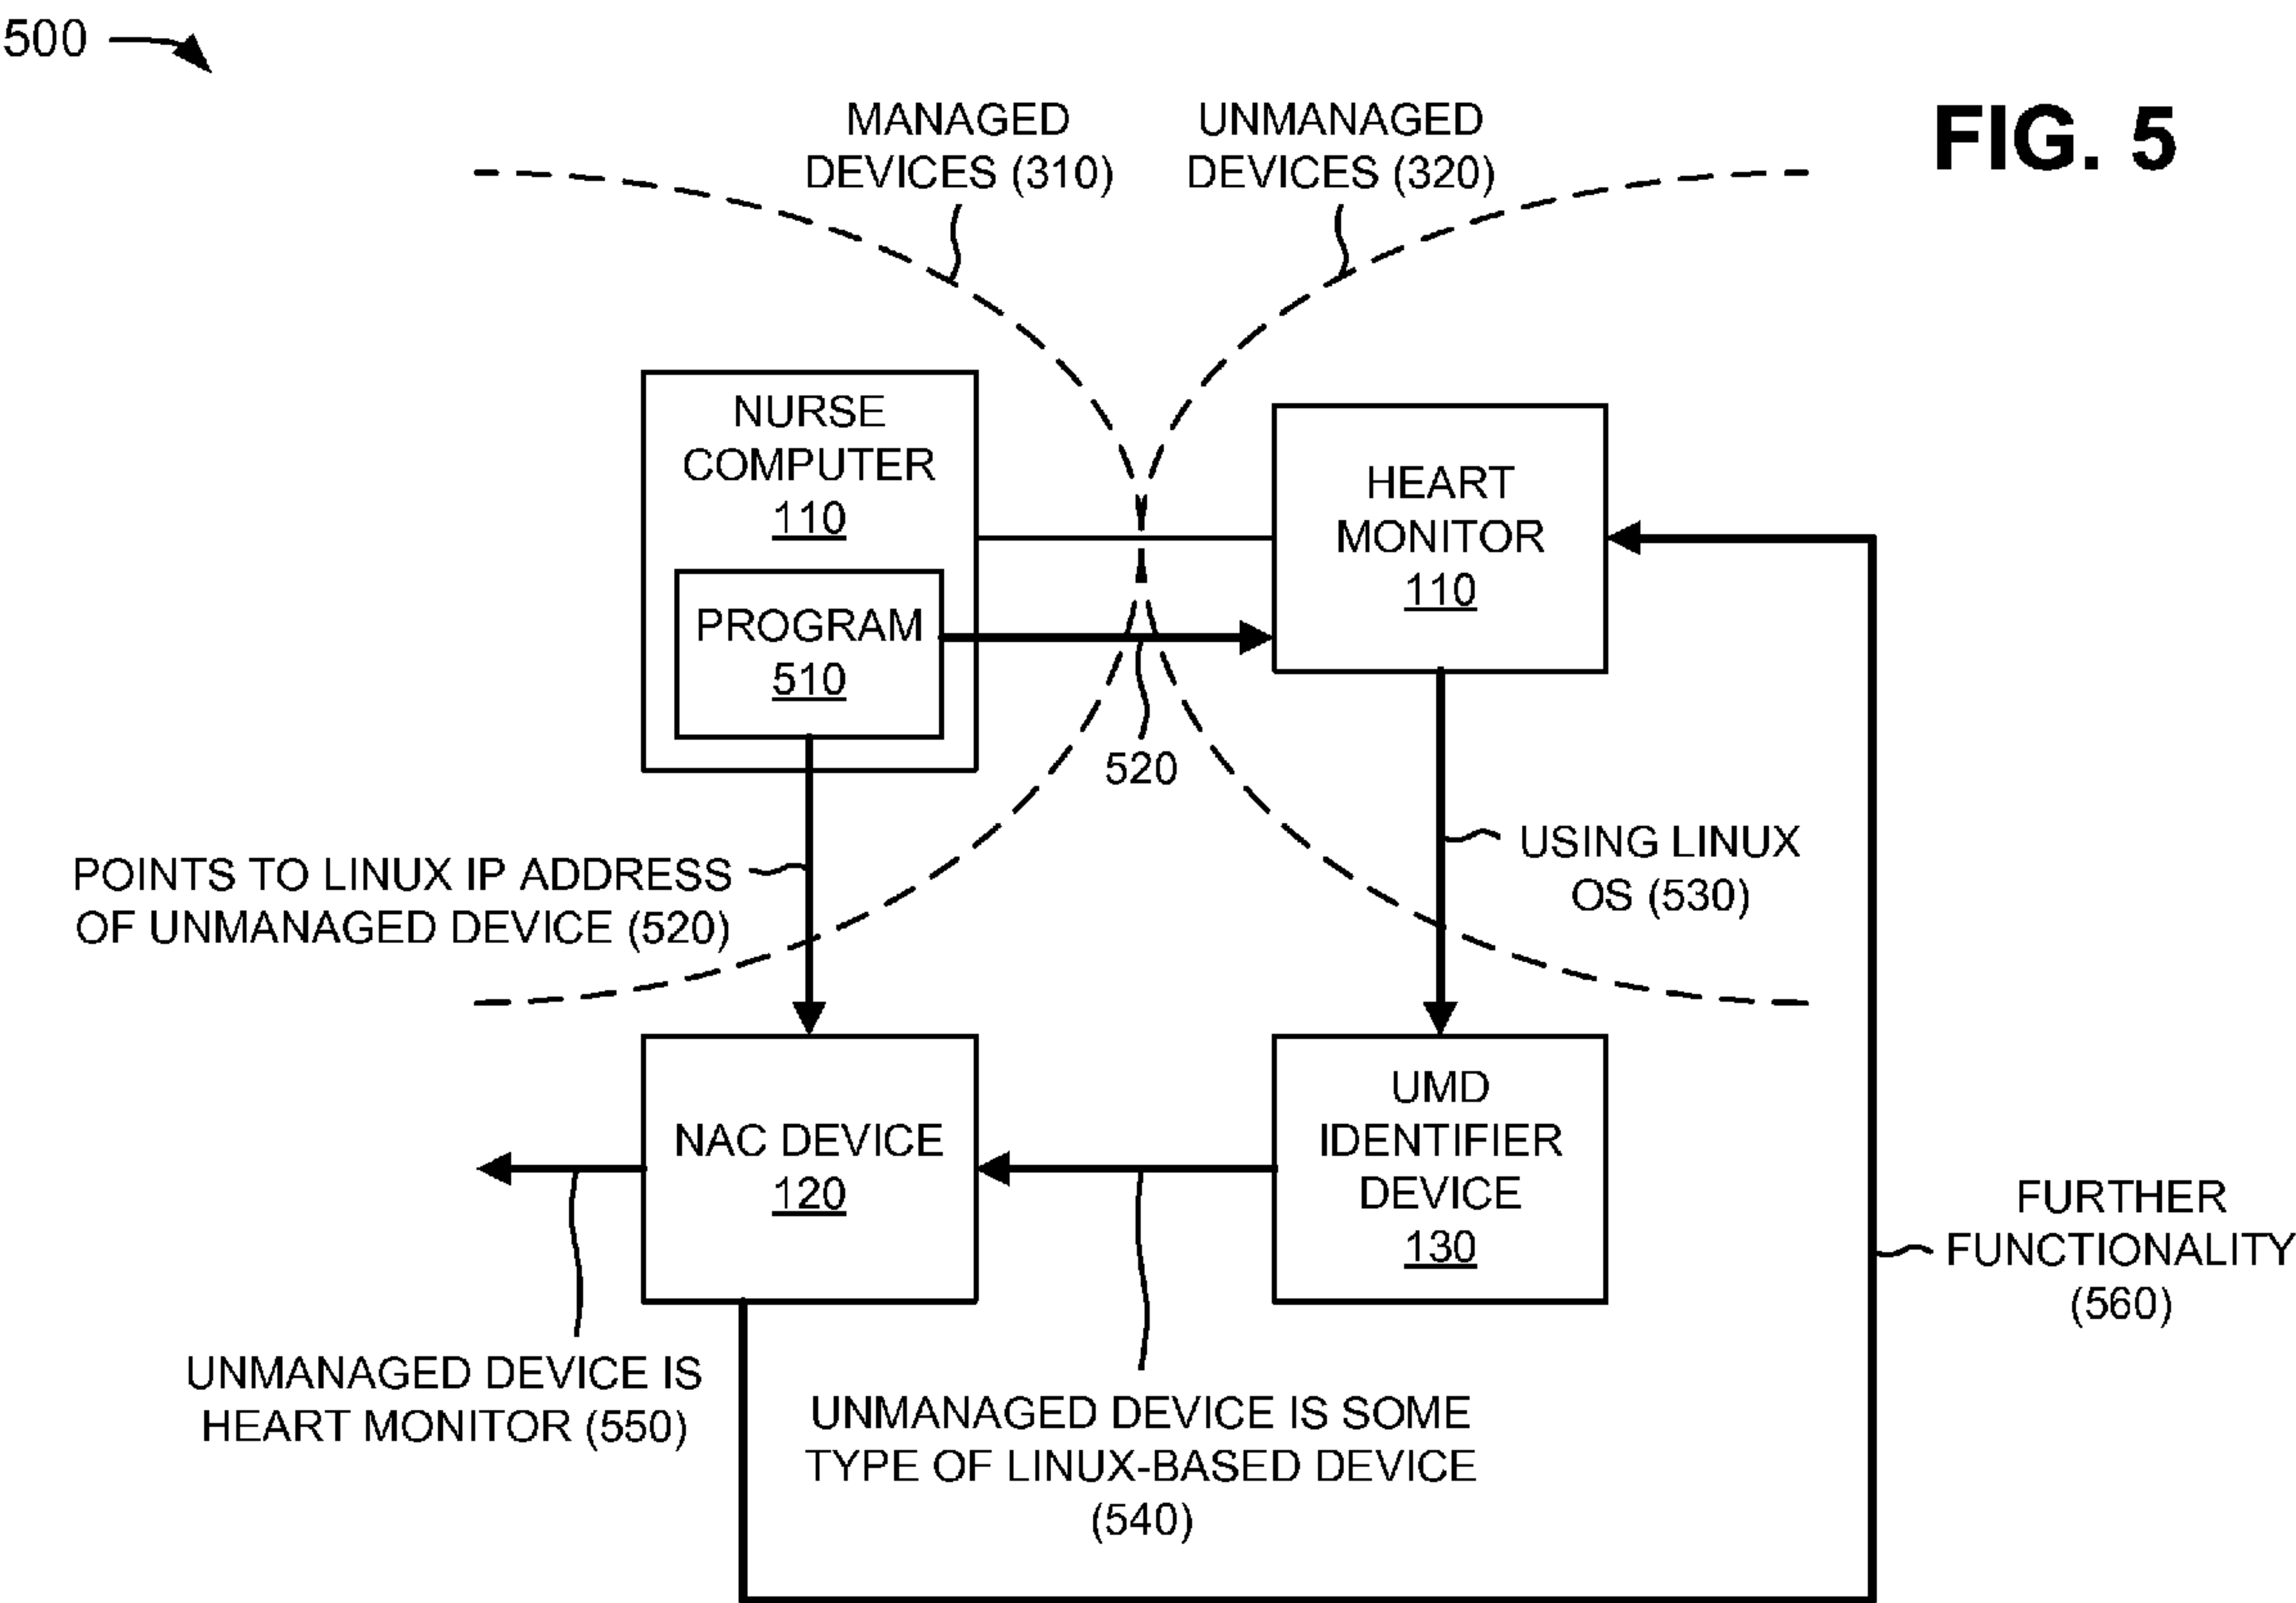 500
FIG. 5
MANAGED
DEVICES (310)
UNMANAGED
DEVICES (320)
NURSE
COMPUTER
110
PROGRAM
510
HEART
MONITOR
110
520
POINTS TO LINUX IP ADDRESS
OF UNMANAGED DEVICE (520)
USING LINUX
OS (530)
NAC DEVICE
120
UMD
IDENTIFIER
DEVICE
130
FURTHER
FUNCTIONALITY
(560)
UNMANAGED DEVICE IS
HEART MONITOR (550)
UNMANAGED DEVICE IS SOME
TYPE OF LINUX-BASED DEVICE
(540)